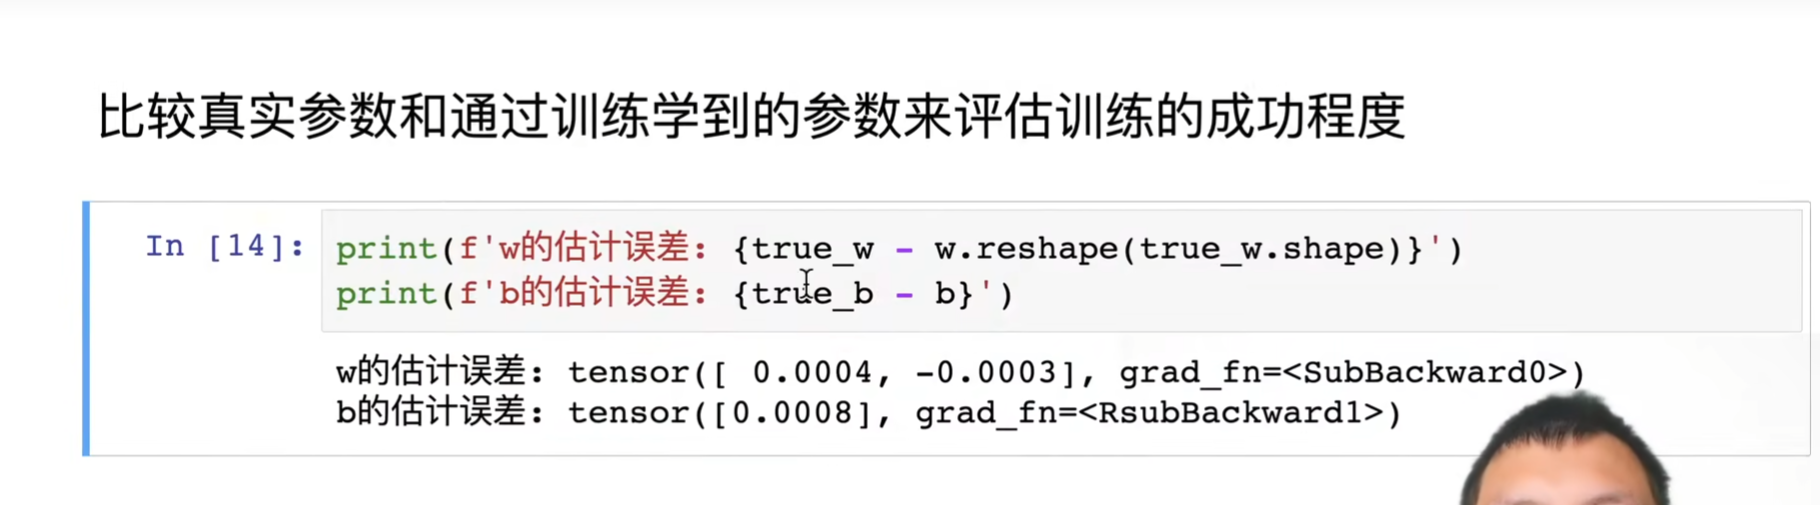 比较真实参数和通过训练学到的参数来评估训练的成功程度
In [14]: print(f'w的估计误差: {true_w - w.reshape(true_w.shape)}')
print(f'b的估计误差: {true_b - b}')
w的估计误差: tensor([ 0.0004, -0.0003], grad_fn=<SubBackward0>)
b的估计误差: tensor([0.0008], grad_fn=<RsubBackward1>)